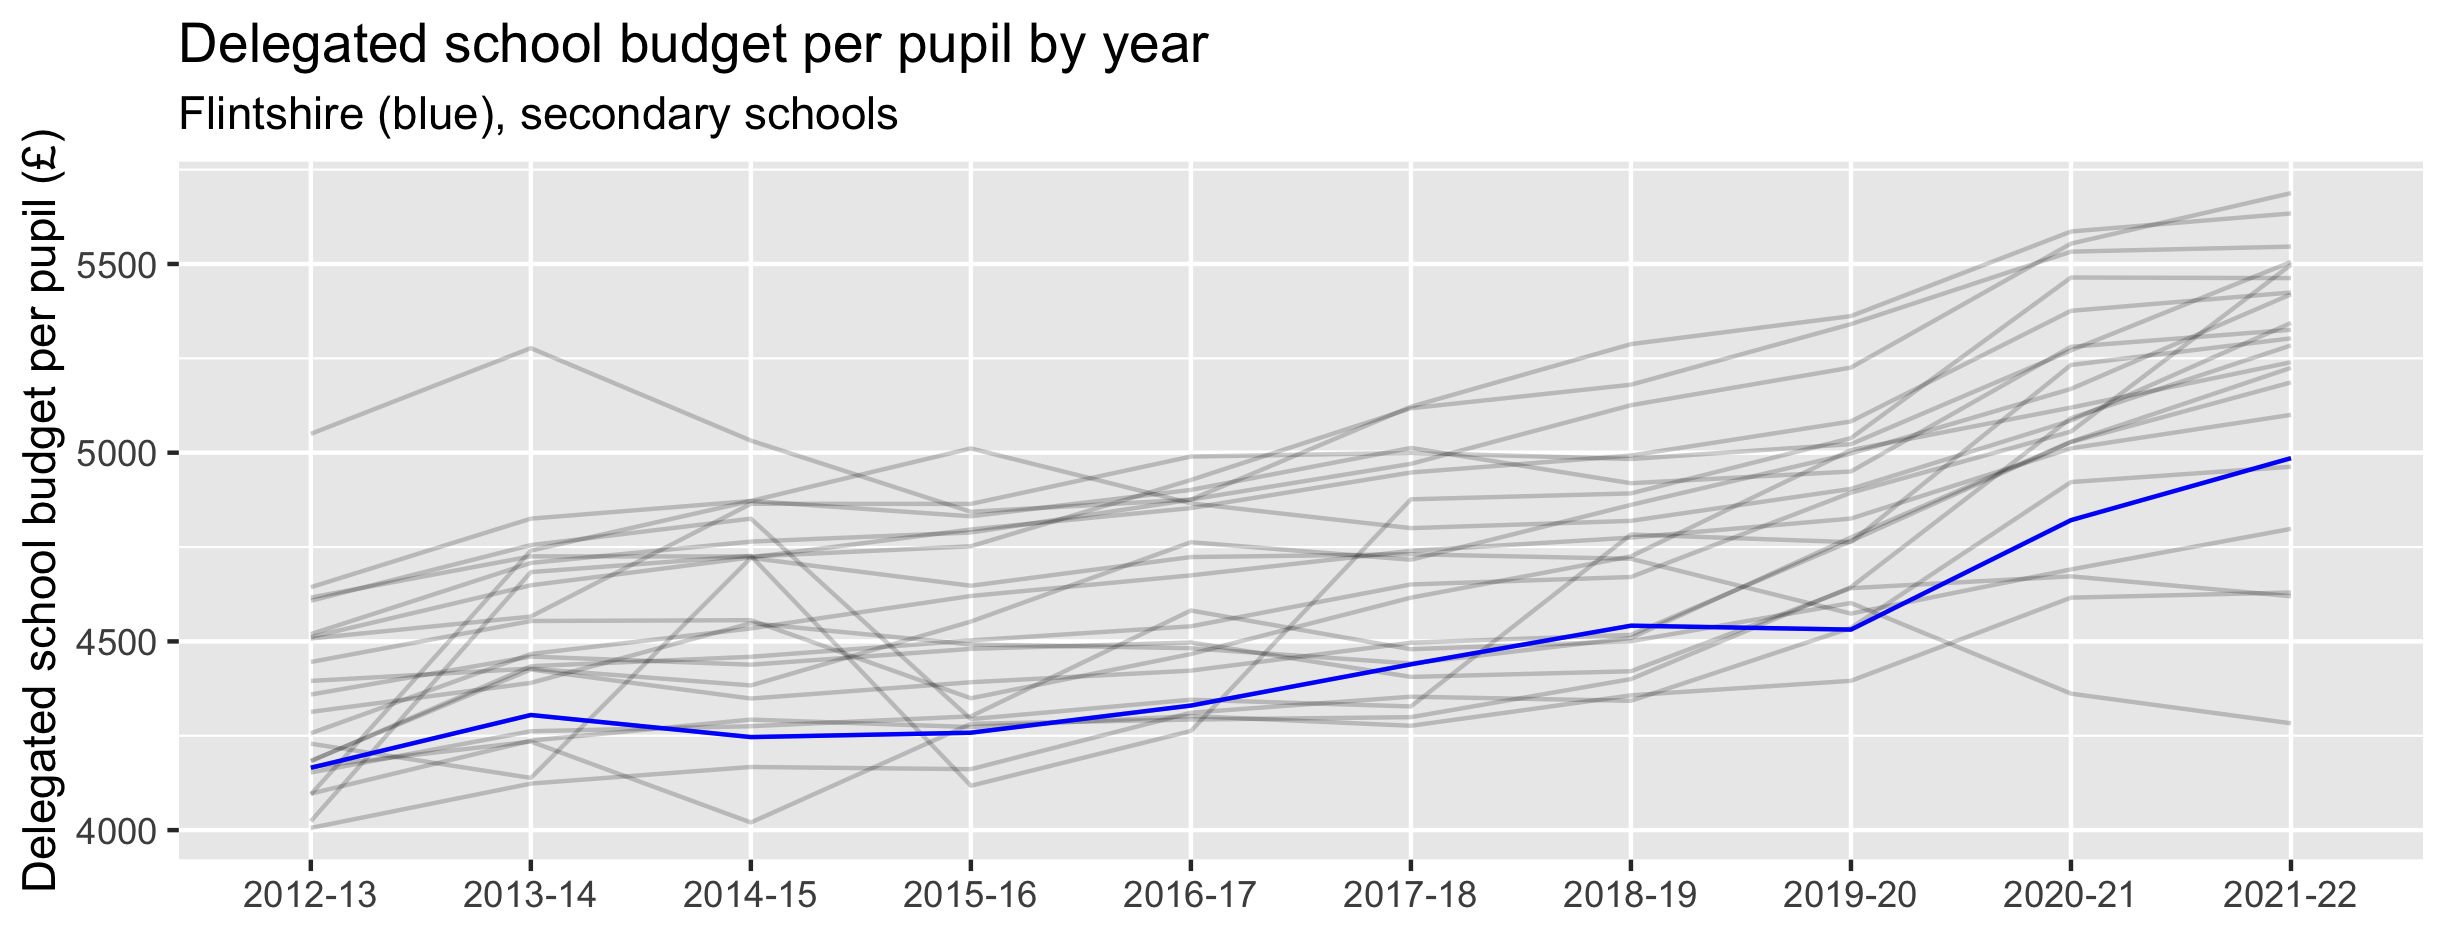 Delegated school budget per pupil by year
Flintshire (blue), secondary schools
Delegated school budget per pupil (£)
5500
5000
4500
4000
2012-13 2013-14 2014-15 2015-16 2016-17 2017-18 2018-19 2019-20 2020-21 2021-22